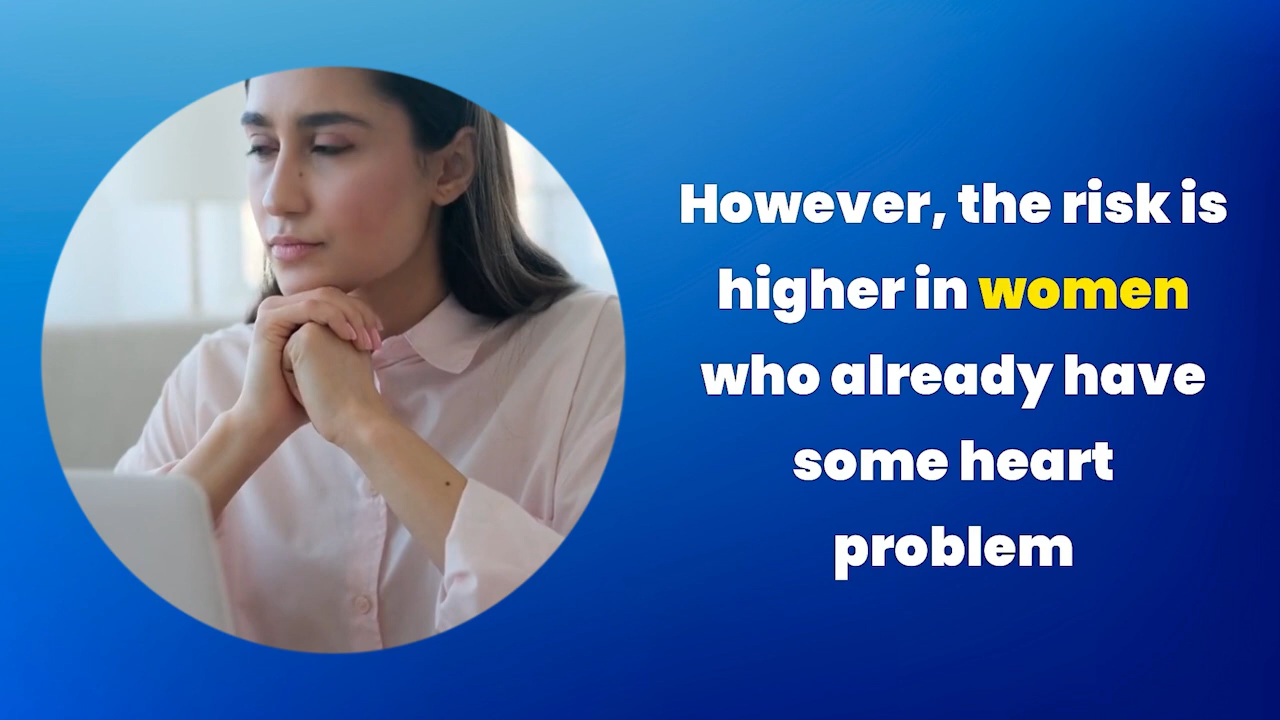 However, the risk is
higher in women
who already have
some heart
problem